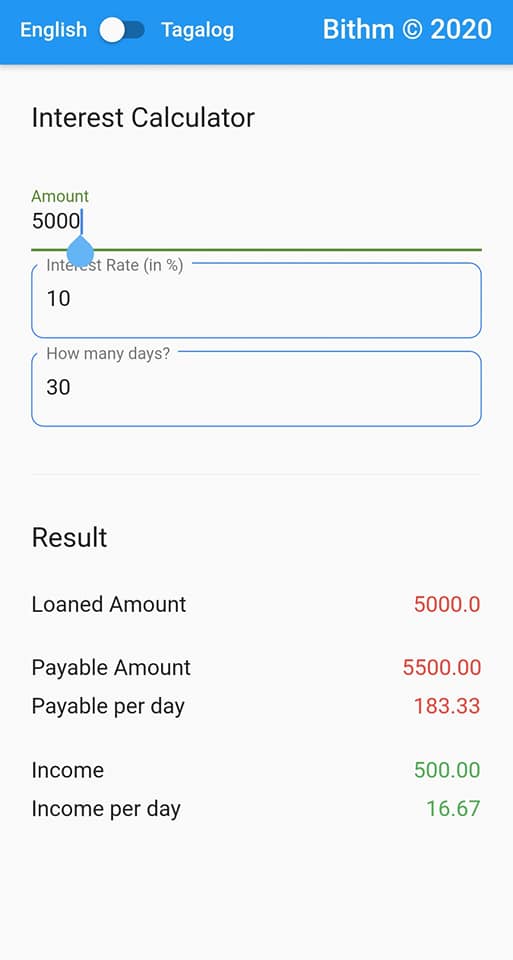 English Tagalog Bithm © 2020
Interest Calculator
Amount
5000
Interest Rate (in %)
10
How many days?
30
Result
Loaned Amount 5000.0
Payable Amount 5500.00
Payable per day 183.33
Income 500.00
Income per day 16.67